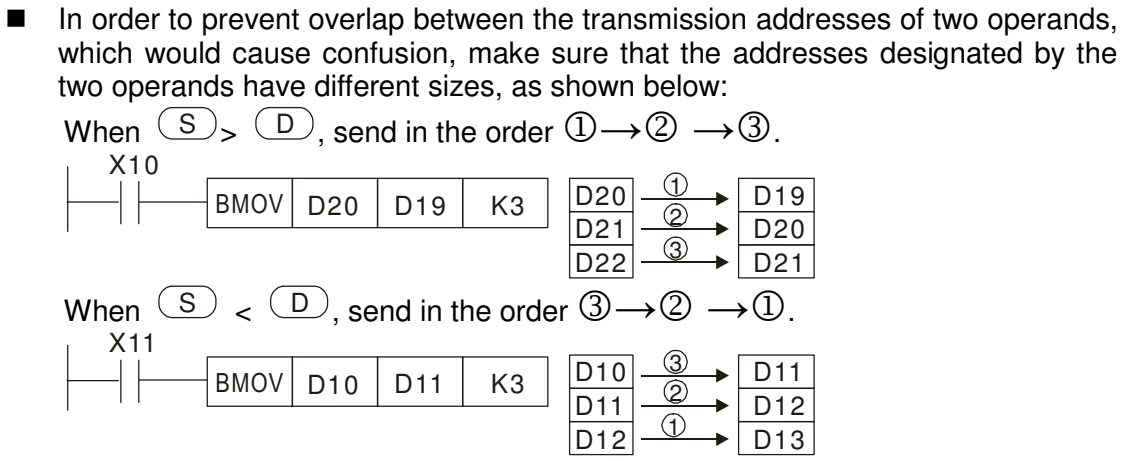 ■ In order to prevent overlap between the transmission addresses of two operands,
which would cause confusion, make sure that the addresses designated by the
two operands have different sizes, as shown below:
When S > D, send in the order ①→② →③.
X10
BMOV D20 D19 K3 D20 ① D19
D21 ② D20
D22 ③ D21
When S < D, send in the order ③→② →①.
X11
BMOV D10 D11 K3 D10 ③ D11
D11 ② D12
D12 ① D13